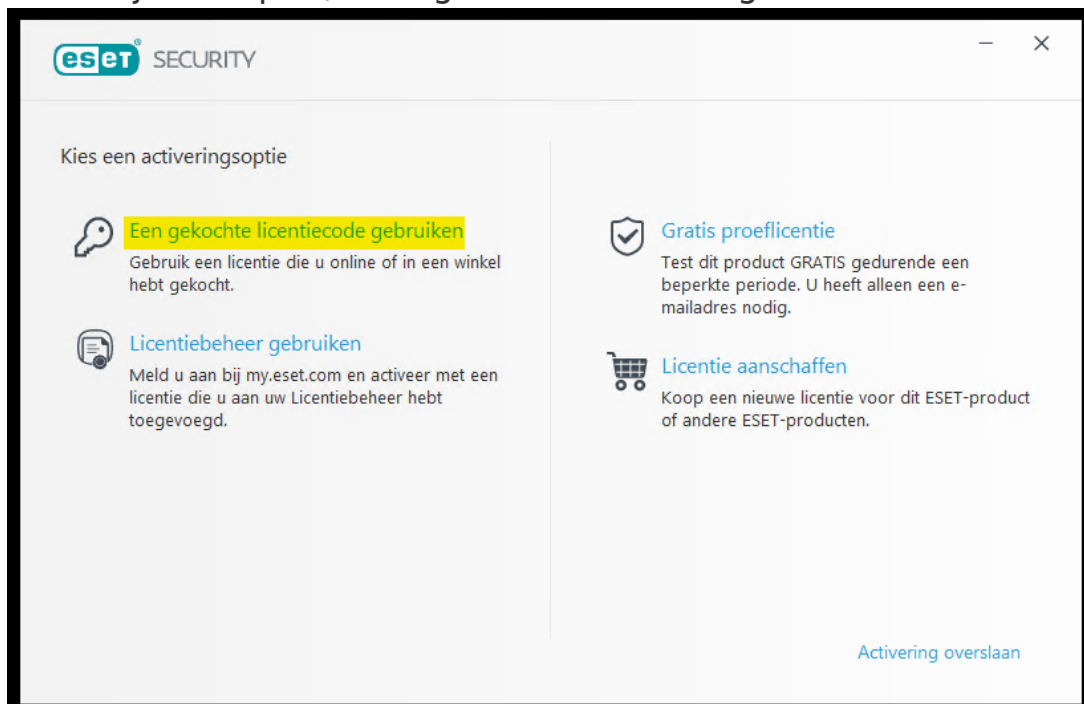 eset SECURITY
Kies een activeringsoptie
Een gekochte licentiecode gebruiken
Gebruik een licentie die u online of in een winkel
hebt gekocht.
Licentiebeheer gebruiken
Meld u aan bij my.eset.com en activeer met een
licentie die u aan uw Licentiebeheer hebt
toegevoegd.
Gratis proeflicentie
Test dit product GRATIS gedurende een
beperkte periode. U heeft alleen een e-
mailadres nodig.
Licentie aanschaffen
Koop een nieuwe licentie voor dit ESET-product
of andere ESET-producten.
Activering overslaan